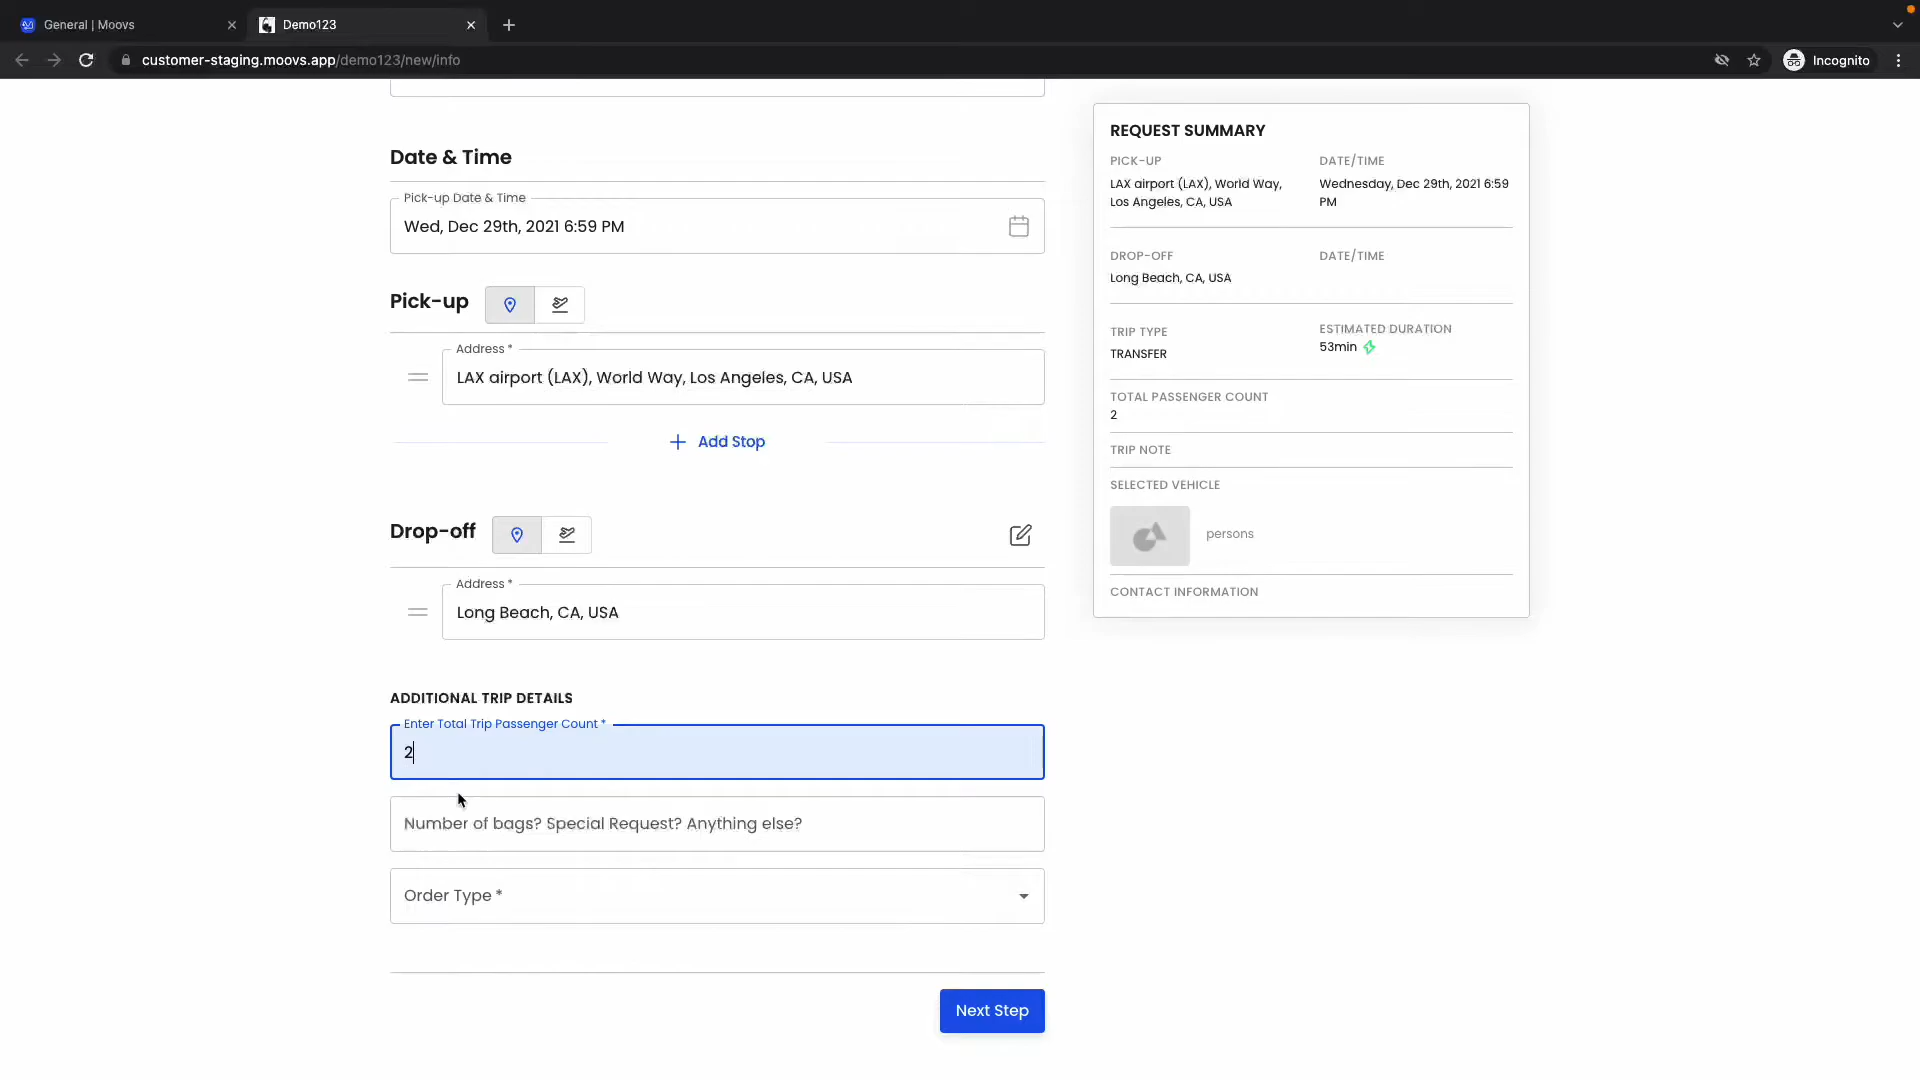 General | Moovs
Demo123
customer-staging.moovs.app/demo123/new/info
Incognito
Date & Time
Pick-up Date & Time
Wed, Dec 29th, 2021 6:59 PM
Pick-up
Address *
LAX airport (LAX), World Way, Los Angeles, CA, USA
Add Stop
Drop-off
Address *
Long Beach, CA, USA
ADDITIONAL TRIP DETAILS
Enter Total Trip Passenger Count *
2
Number of bags? Special Request? Anything else?
Order Type *
Next Step
REQUEST SUMMARY
PICK-UP
LAX airport (LAX), World Way,
Los Angeles, CA, USA
DATE/TIME
Wednesday, Dec 29th, 2021 6:59
PM
DROP-OFF
Long Beach, CA, USA
DATE/TIME
TRIP TYPE
TRANSFER
ESTIMATED DURATION
53min
TOTAL PASSENGER COUNT
2
TRIP NOTE
SELECTED VEHICLE
persons
CONTACT INFORMATION